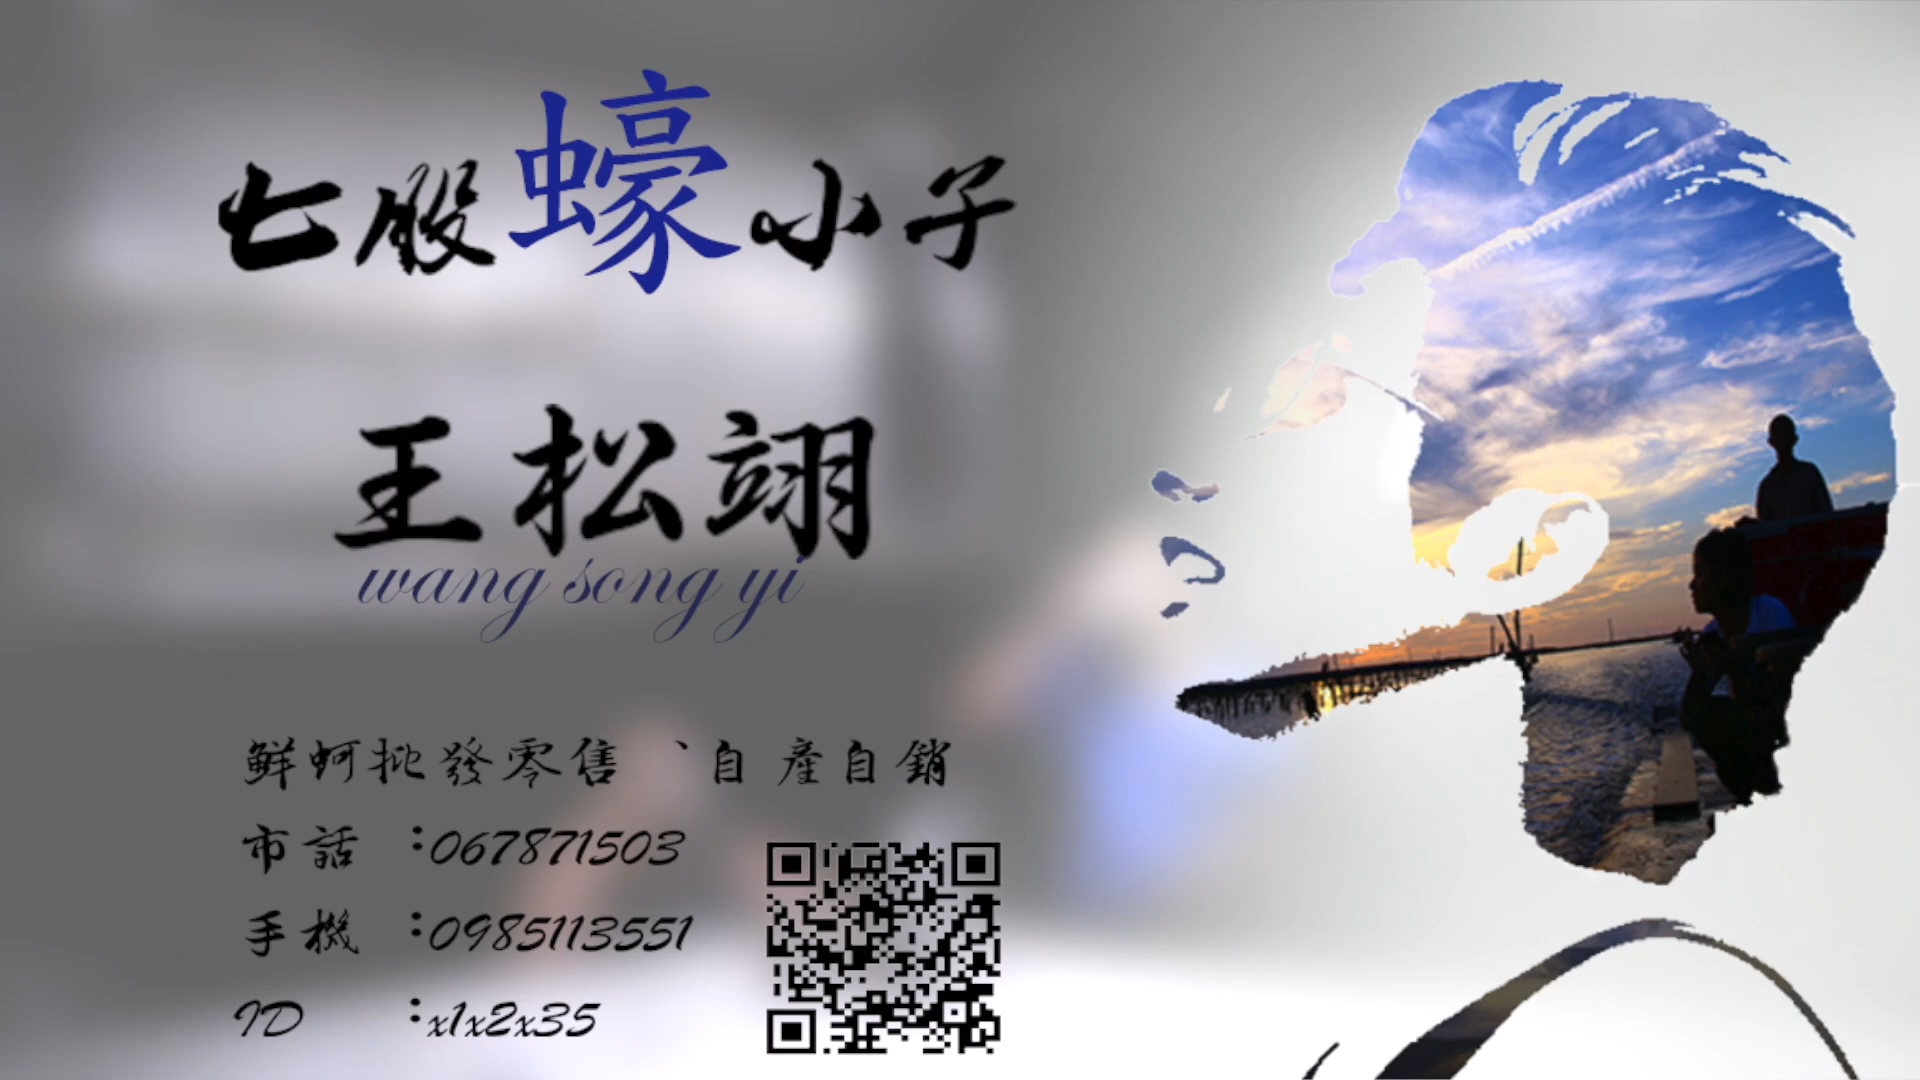 七股蠔小子
王松翊
wang song yi
鮮蚵批發零售、自產自銷
市話 :067871503
手機 :0985113551
ID :x1x2x35